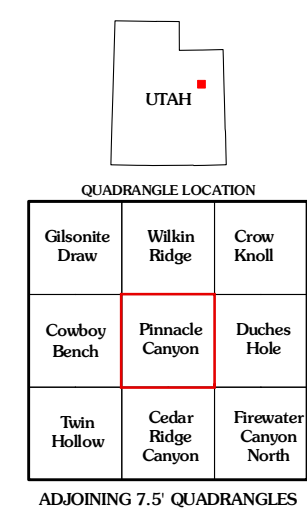 UTAH
QUADRANGLE LOCATION
Gilsonite
Draw
Wilkin
Ridge
Crow
Knoll
Cowboy
Bench
Pinnacle
Canyon
Duches
Hole
Twin
Hollow
Cedar
Ridge
Canyon
Firewater
Canyon
North
ADJOINING 7.5' QUADRANGLES